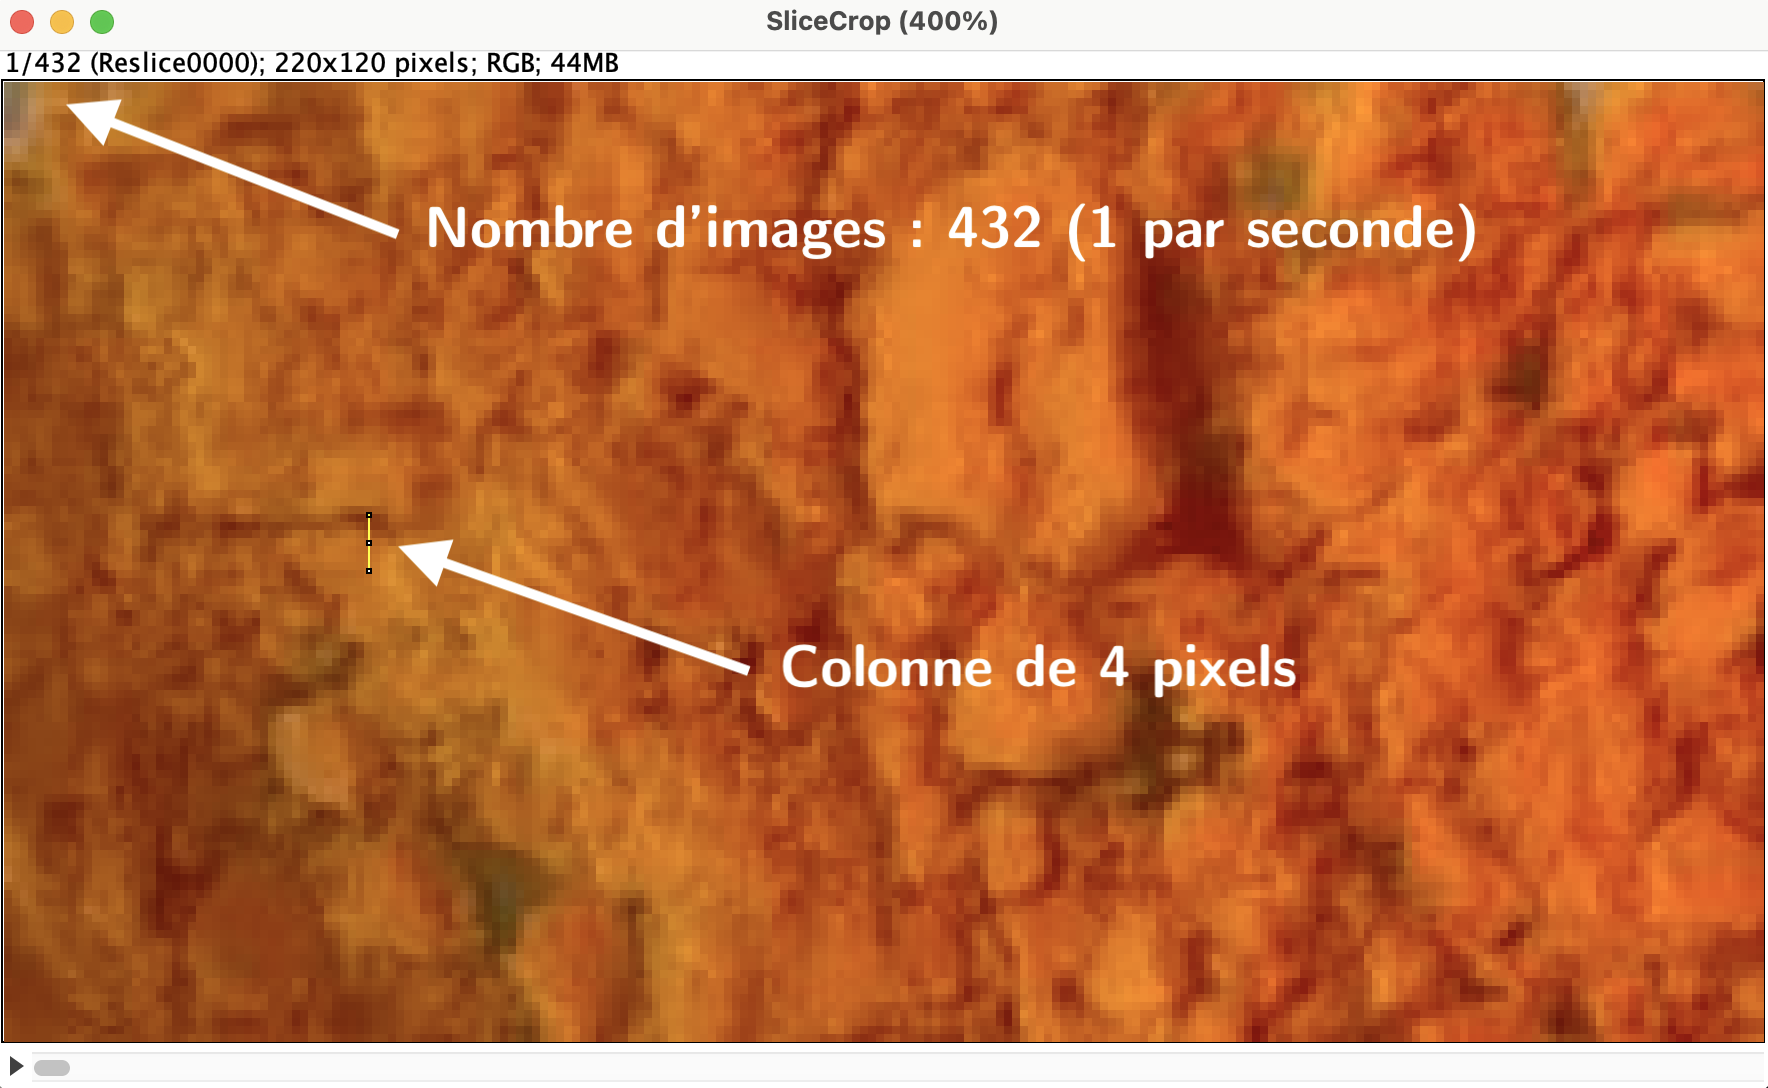 SliceCrop (400%)
1/432 (Reslice0000); 220x120 pixels; RGB; 44MB
Nombre d'images : 432 (1 par seconde)
Colonne de 4 pixels